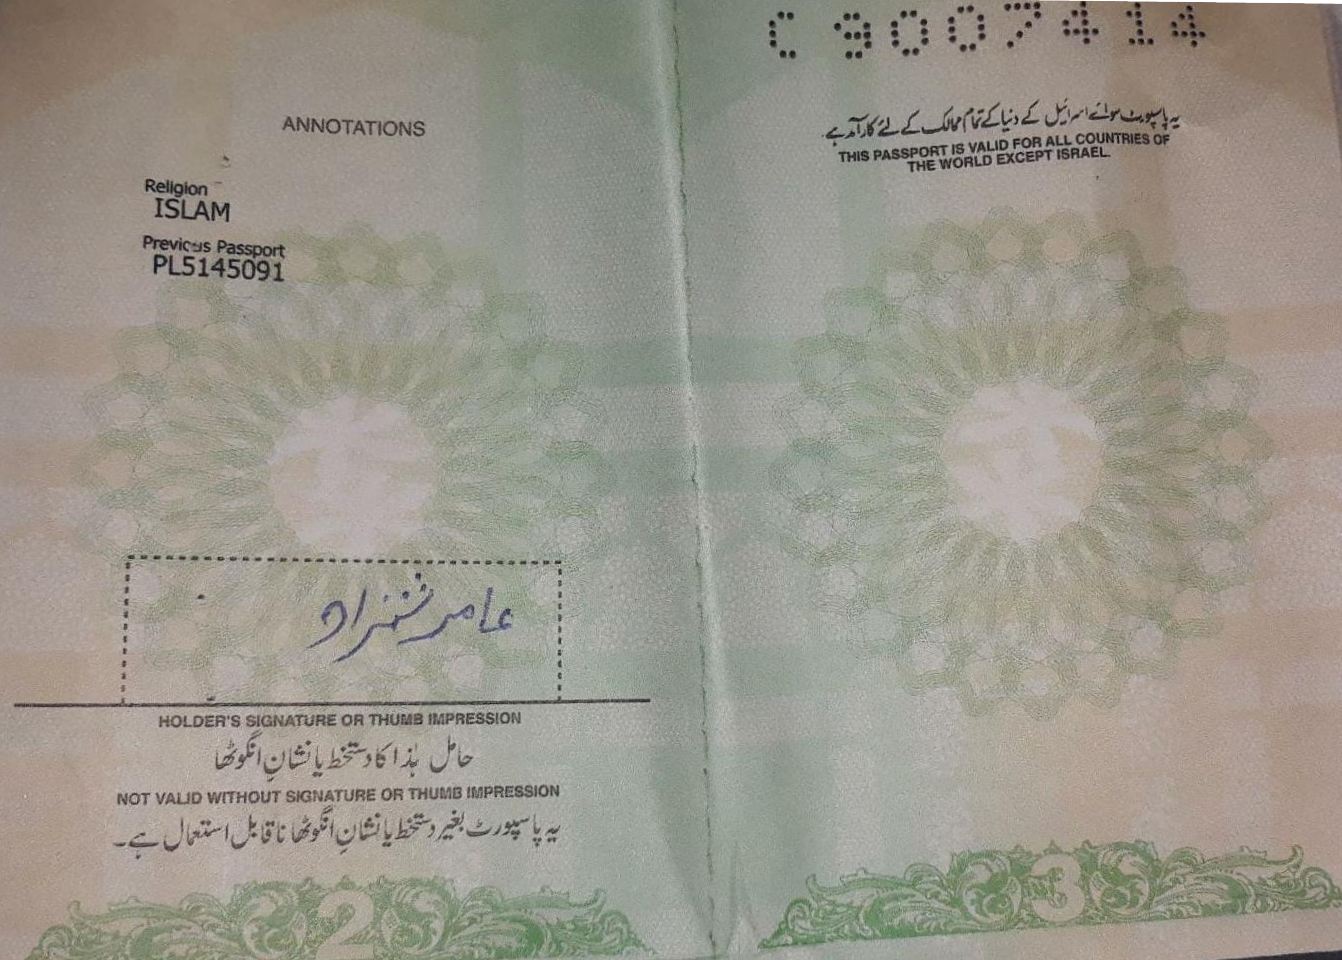 ANNOTATIONS
Religion
ISLAM
Previous Passport
PL5145091
عامر شہزاد
HOLDER'S SIGNATURE OR THUMB IMPRESSION
حامل ہٰذا کا دستخط یا نشانِ انگوٹھا
NOT VALID WITHOUT SIGNATURE OR THUMB IMPRESSION
یہ پاسپورٹ بغیر دستخط یا نشانِ انگوٹھا ناقابل استعمال ہے۔
2
C9007414
یہ پاسپورٹ سوائے اسرائیل کے دنیا کے تمام ممالک کے لئے کارآمد ہے۔
THIS PASSPORT IS VALID FOR ALL COUNTRIES OF
THE WORLD EXCEPT ISRAEL.
3